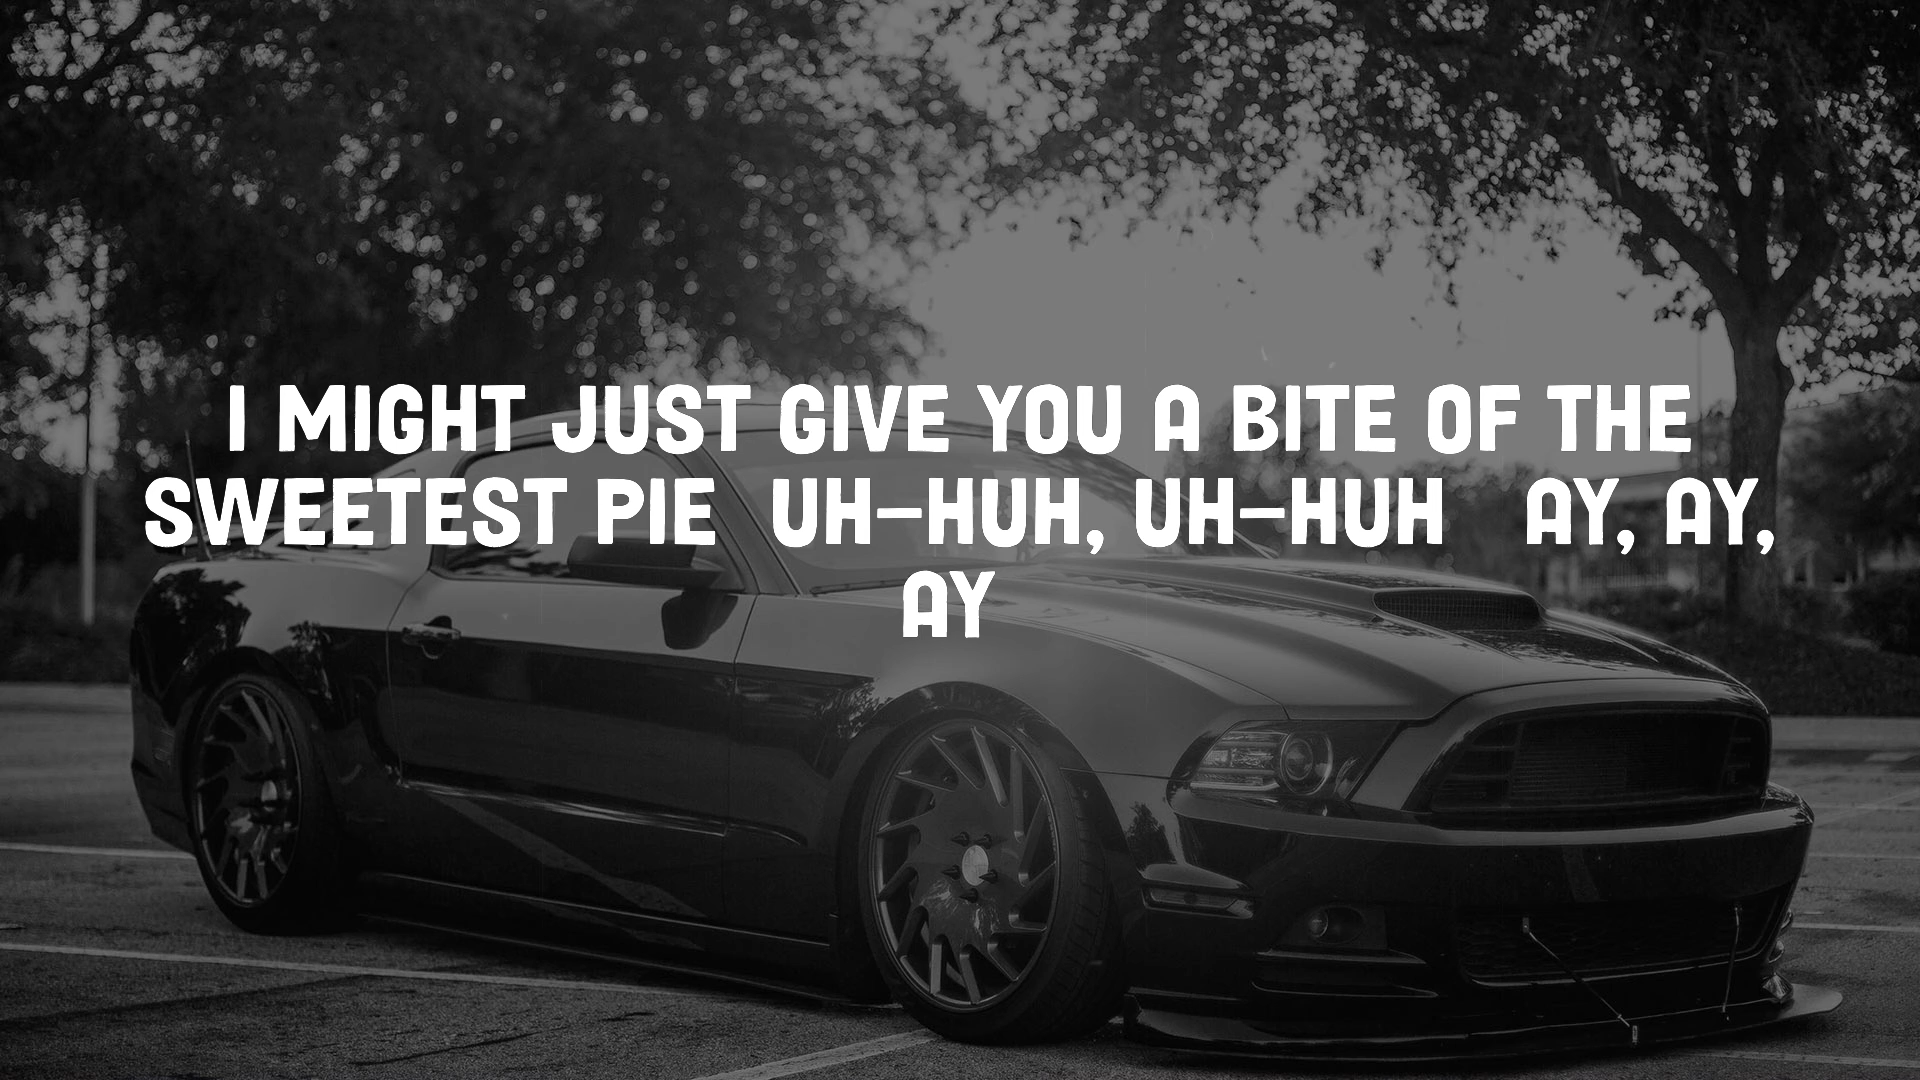 I MIGHT JUST GIVE YOU A BITE OF THE
SWEETEST PIE  UH-HUH, UH-HUH   AY, AY,
AY